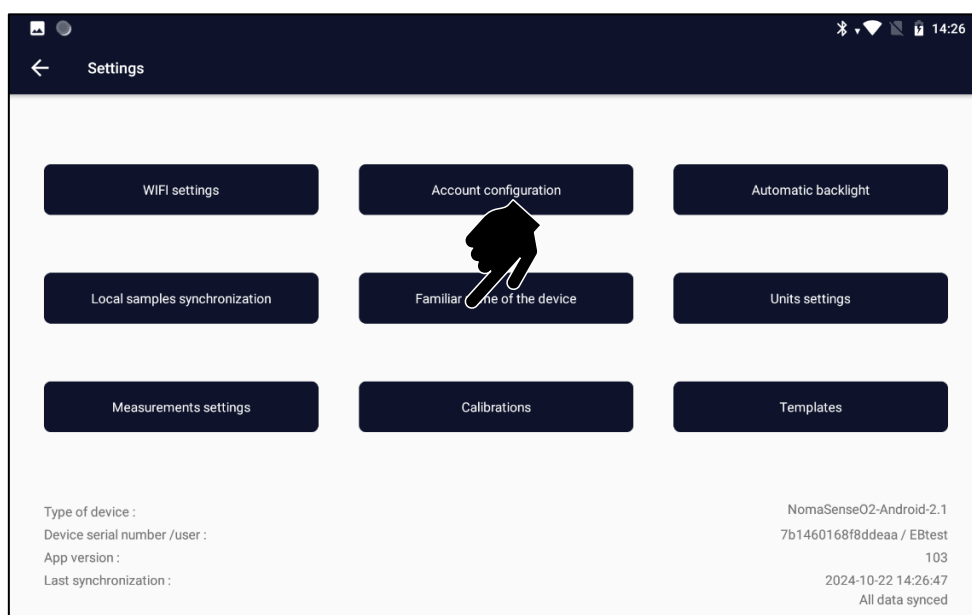 14:26
Settings
WIFI settings Account configuration Automatic backlight
Local samples synchronization Familiar me of the device Units settings
Measurements settings Calibrations Templates
Type of device : NomaSenseO2-Android-2.1
Device serial number /user : 7b1460168f8ddeaa / EBtest
App version : 103
Last synchronization : 2024-10-22 14:26:47
All data synced